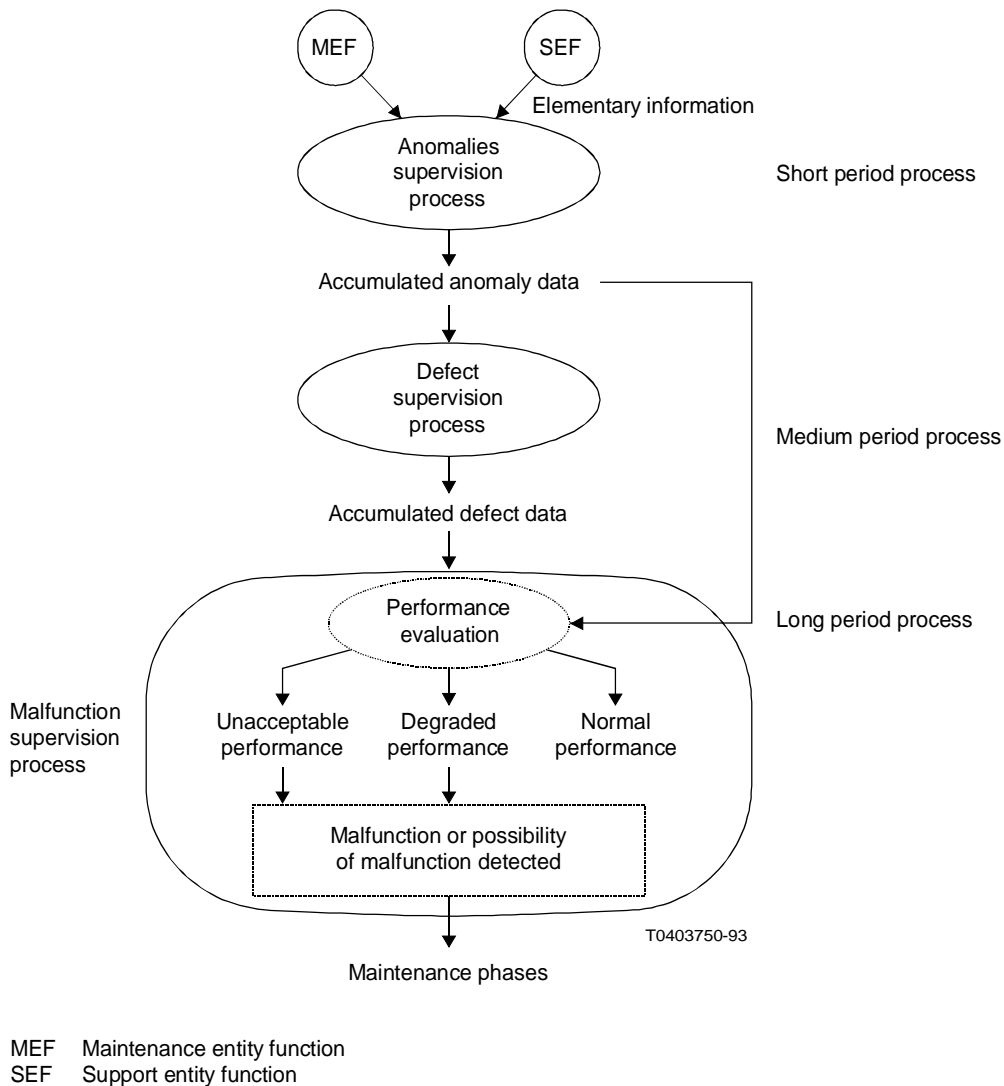 MEF
SEF
Elementary information
Anomalies
supervision
process
Short period process
Accumulated anomaly data
Defect
supervision
process
Medium period process
Accumulated defect data
Performance
evaluation
Long period process
Malfunction
supervision
process
Unacceptable
performance
Degraded
performance
Normal
performance
Malfunction or possibility
of malfunction detected
T0403750-93
Maintenance phases
MEF Maintenance entity function
SEF Support entity function